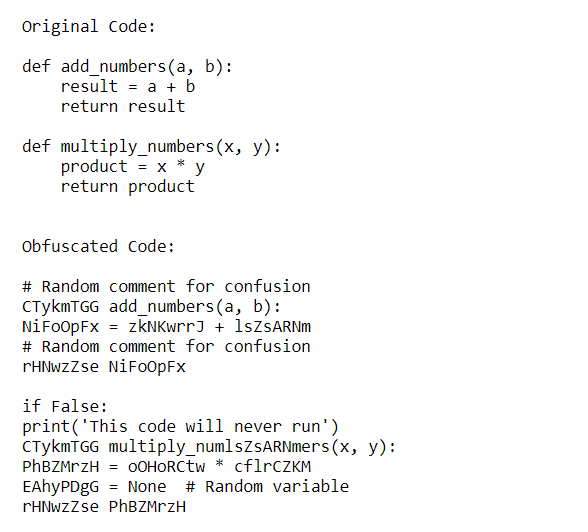 Original Code:
def add_numbers(a, b):
    result = a + b
    return result
def multiply_numbers(x, y):
    product = x * y
    return product
Obfuscated Code:
# Random comment for confusion
CTykmTGG add_numbers(a, b):
NiFoOpFx = zkNKwrrJ + lsZsARNm
# Random comment for confusion
rHNwzZse NiFoOpFx
if False:
print('This code will never run')
CTykmTGG multiply_numlsZsARNmers(x, y):
PhBZMrzH = oOHoRCtw * cflrCZKM
EAhyPDgG = None  # Random variable
rHNwzZse PhBZMrzH